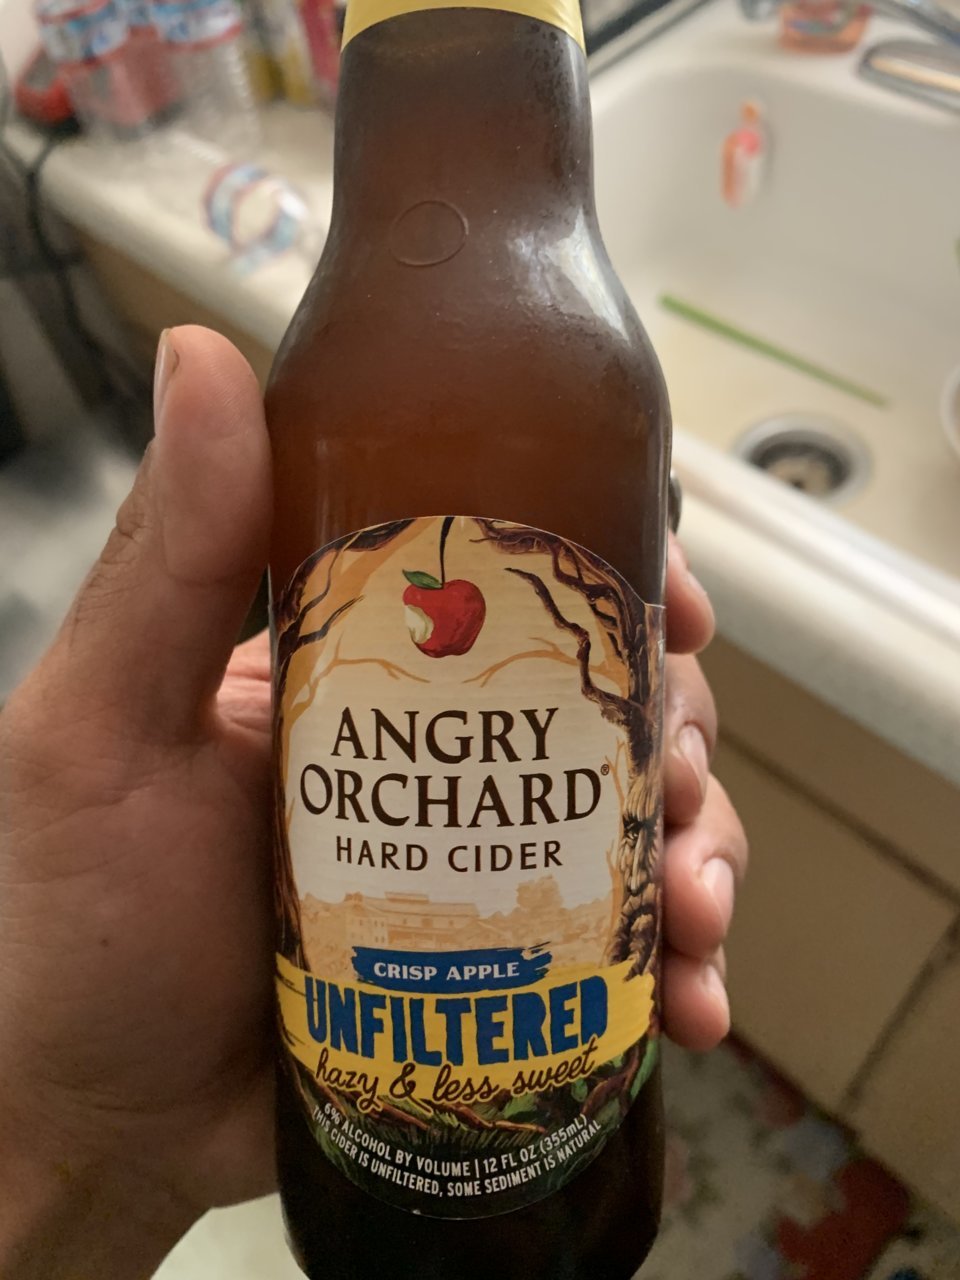 ANGRY
ORCHARD®
HARD CIDER
CRISP APPLE
UNFILTERED
hazy & less sweet
6% ALCOHOL BY VOLUME | 12 FL OZ (355mL)
THIS CIDER IS UNFILTERED, SOME SEDIMENT IS NATURAL